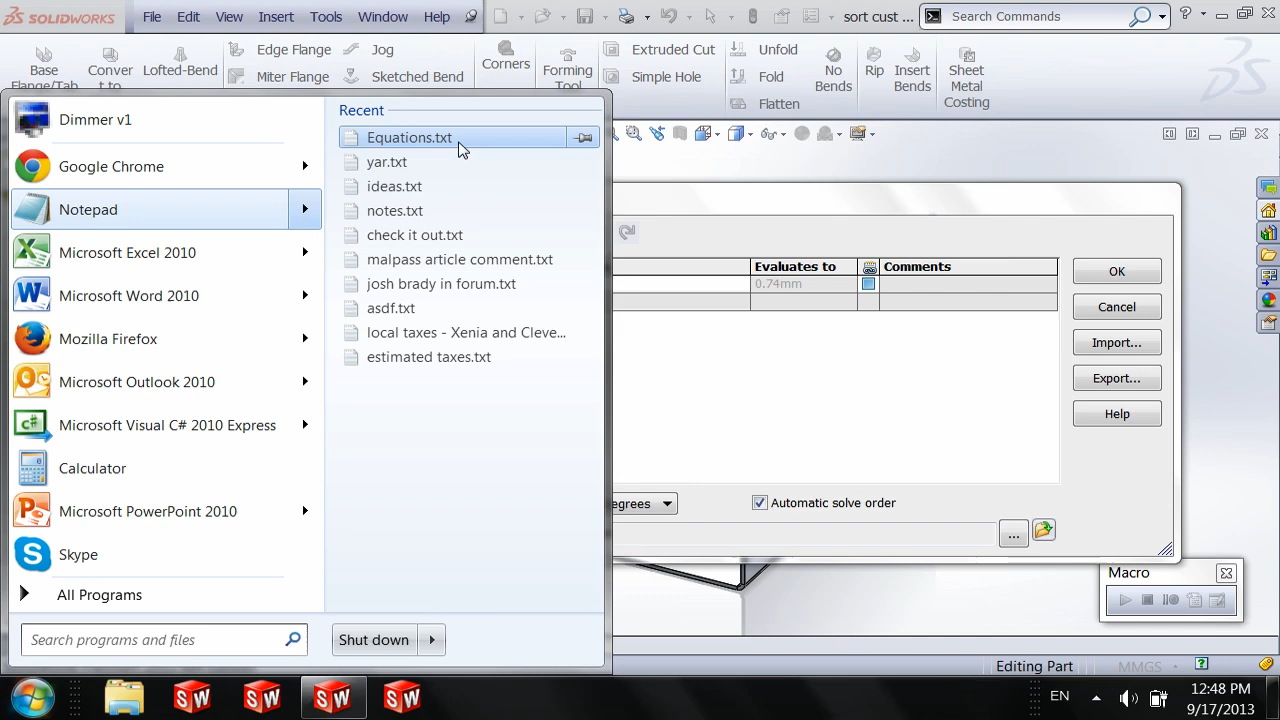 SOLIDWORKS File Edit View Insert Tools Window Help sort cust ... Search Commands ?
Base Flange/Tab
Conver t to
Lofted-Bend
Edge Flange
Miter Flange
Jog
Sketched Bend
Corners
Forming Tool
Extruded Cut
Simple Hole
Unfold
Fold
Flatten
No Bends
Rip
Insert Bends
Sheet Metal Costing
Dimmer v1
Google Chrome
Notepad
Microsoft Excel 2010
Microsoft Word 2010
Mozilla Firefox
Microsoft Outlook 2010
Microsoft Visual C# 2010 Express
Calculator
Microsoft PowerPoint 2010
Skype
All Programs
Search programs and files
Shut down
Recent
Equations.txt
yar.txt
ideas.txt
notes.txt
check it out.txt
malpass article comment.txt
josh brady in forum.txt
asdf.txt
local taxes - Xenia and Cleve...
estimated taxes.txt
Evaluates to Comments
0.74mm
OK
Cancel
Import...
Export...
Help
egrees
Automatic solve order
...
Macro
Editing Part MMGS ?
EN
12:48 PM
9/17/2013